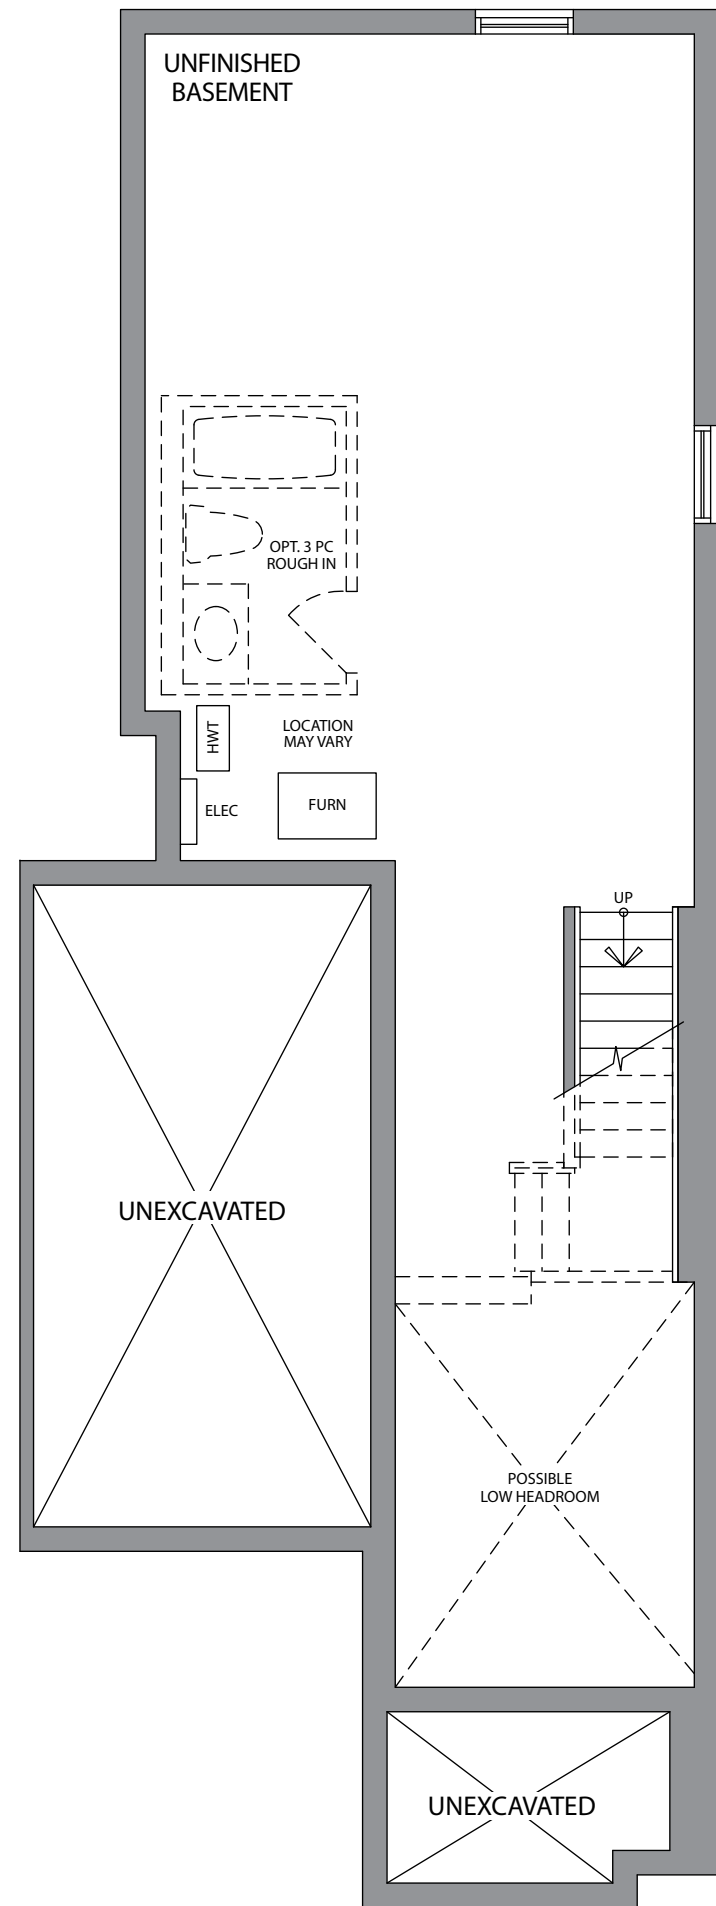 UNFINISHED
BASEMENT
OPT. 3 PC
ROUGH IN
HWT
LOCATION
MAY VARY
ELEC
FURN
UP
UNEXCAVATED
POSSIBLE
LOW HEADROOM
UNEXCAVATED